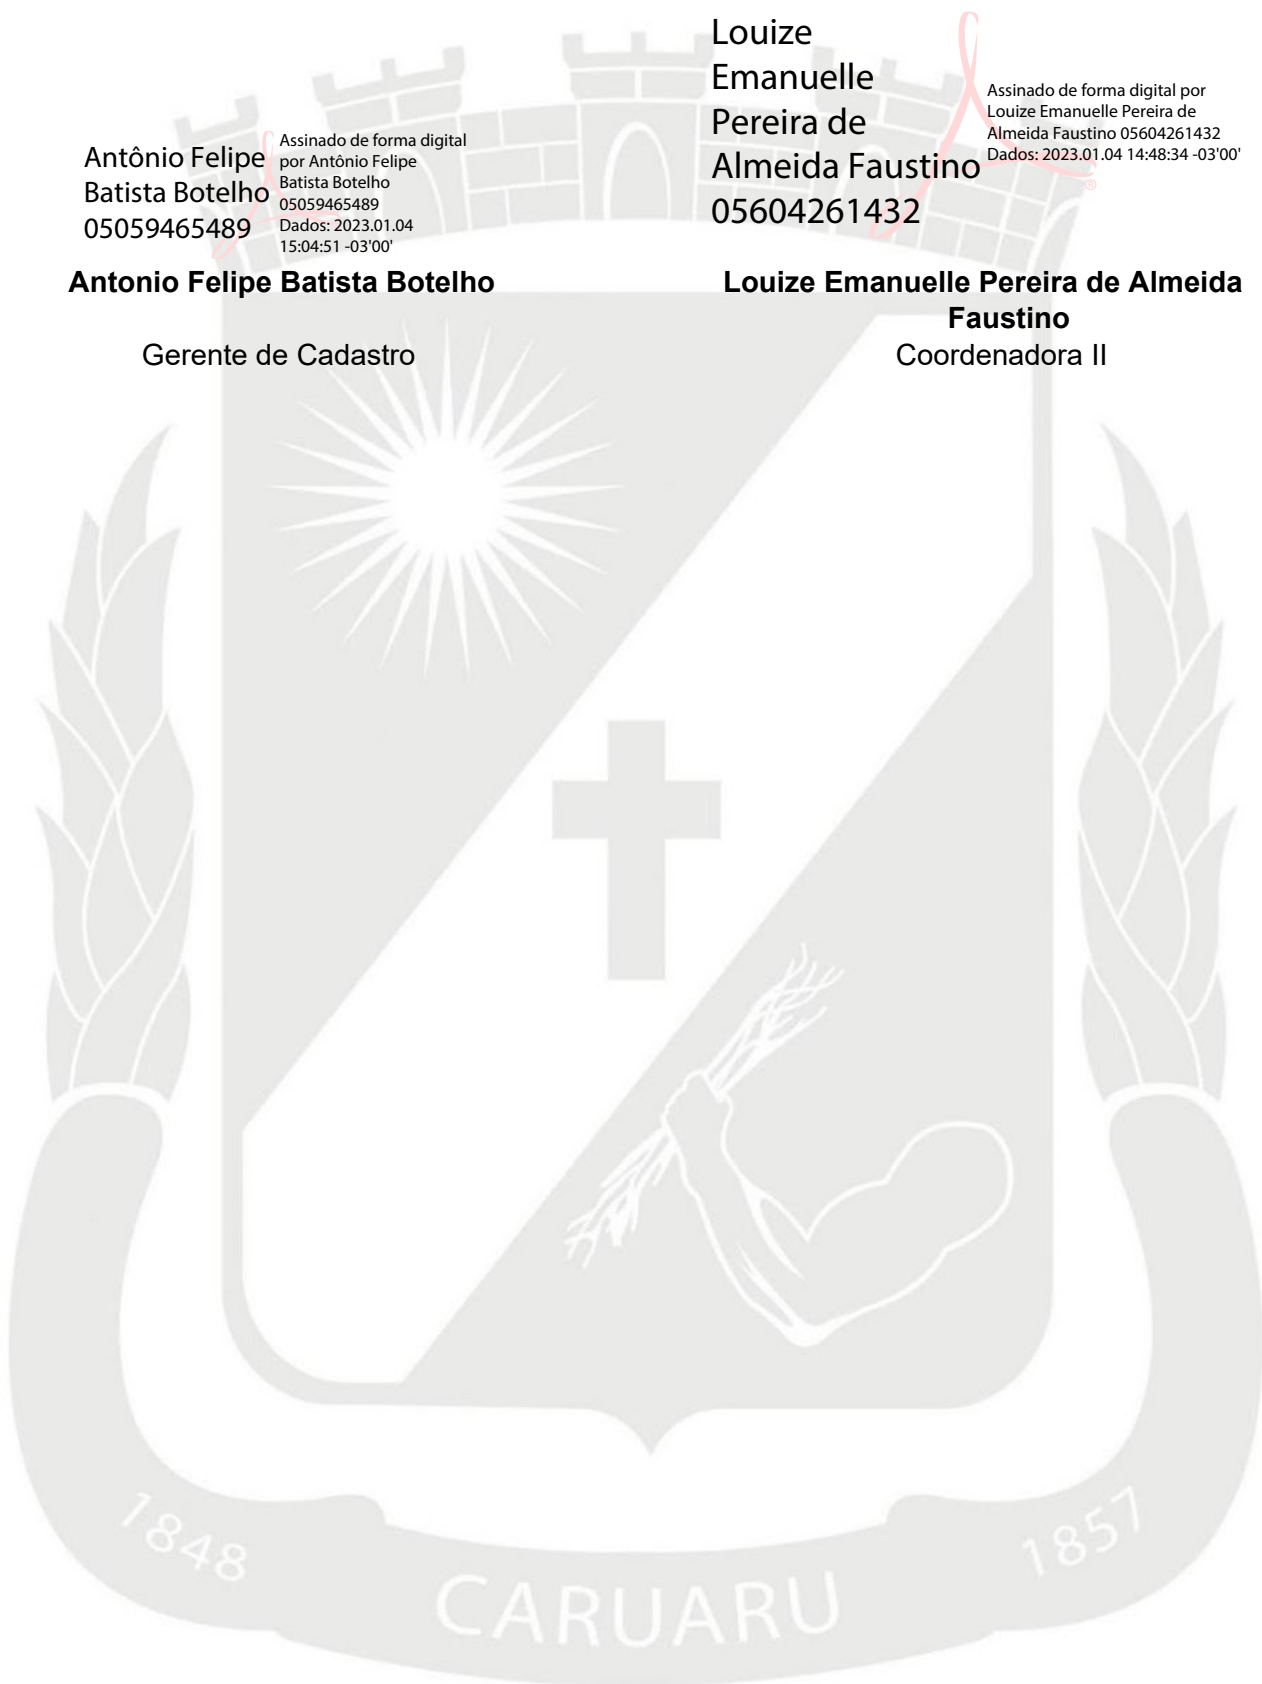 Antônio Felipe
Batista Botelho
05059465489
Assinado de forma digital
por Antônio Felipe
Batista Botelho
05059465489
Dados: 2023.01.04
15:04:51 -03'00'
Antonio Felipe Batista Botelho
Gerente de Cadastro
Louize
Emanuelle
Pereira de
Almeida Faustino
05604261432
Assinado de forma digital por
Louize Emanuelle Pereira de
Almeida Faustino 05604261432
Dados: 2023.01.04 14:48:34 -03'00'
®
Louize Emanuelle Pereira de Almeida
Faustino
Coordenadora II
1848
CARUARU
1857